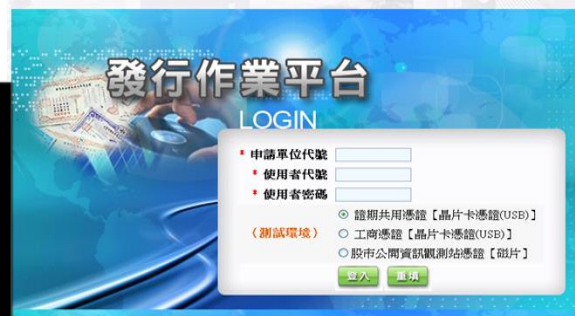 發行作業平台
LOGIN
* 申請單位代號
* 使用者代號
* 使用者密碼
(測試環境)
證期共用憑證【晶片卡憑證(USB)】
工商憑證【晶片卡憑證(USB)】
股市公開資訊觀測站憑證【磁片】
登入 重填